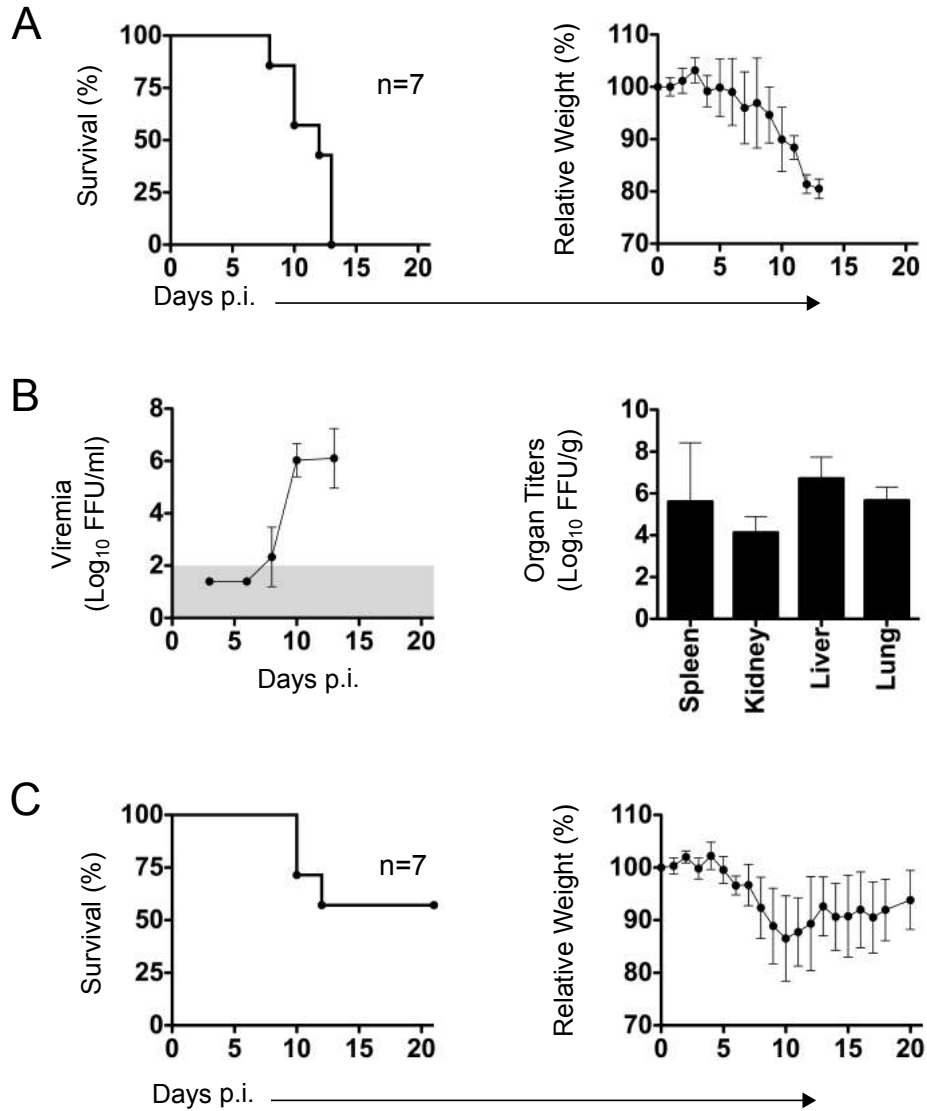 A
Survival (%)
100
75
50
25
0
n=7
0 5 10 15 20
Relative Weight (%)
110
100
90
80
70
0 5 10 15 20
Days p.i.
B
Viremia
(Log₁₀ FFU/ml)
8
6
4
2
0
0 5 10 15 20
Days p.i.
Organ Titers
(Log₁₀ FFU/g)
10
8
6
4
2
0
Spleen
Kidney
Liver
Lung
C
Survival (%)
100
75
50
25
0
n=7
0 5 10 15 20
Relative Weight (%)
110
100
90
80
70
0 5 10 15 20
Days p.i.